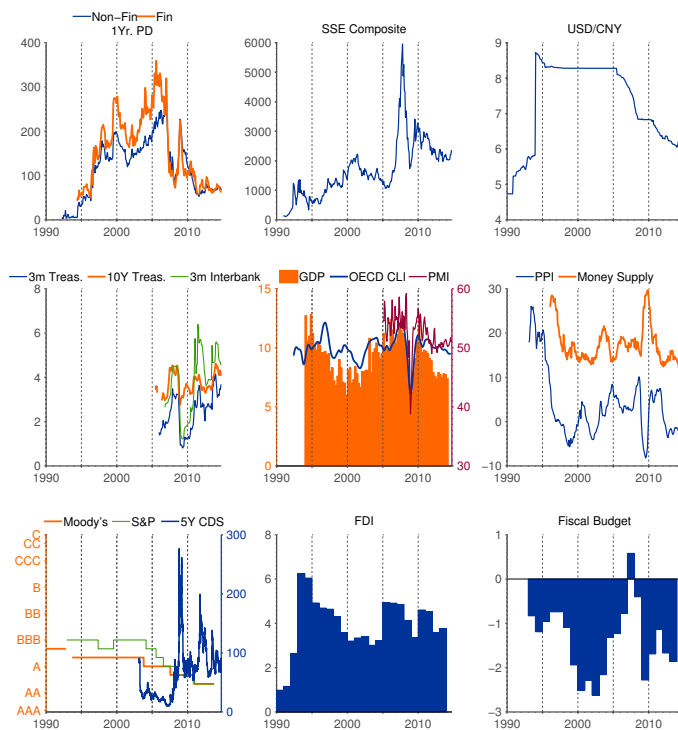 Non−Fin Fin
1Yr. PD
400
300
200
100
0
1990 2000 2010
SSE Composite
6000
5000
4000
3000
2000
1000
0
1990 2000 2010
USD/CNY
9
8
7
6
5
4
1990 2000 2010
3m Treas. 10Y Treas. 3m Interbank
8
6
4
2
0
1990 2000 2010
GDP OECD CLI PMI
15 60
10 50
5 40
0 30
1990 2000 2010
PPI Money Supply
30
20
10
0
−10
1990 2000 2010
Moody's S&P 5Y CDS
C 300
CC
CCC
B 200
BB
BBB
100
A
AA
AAA 0
1990 2000 2010
FDI
8
6
4
2
0
1990 2000 2010
Fiscal Budget
1
0
−1
−2
−3
1990 2000 2010